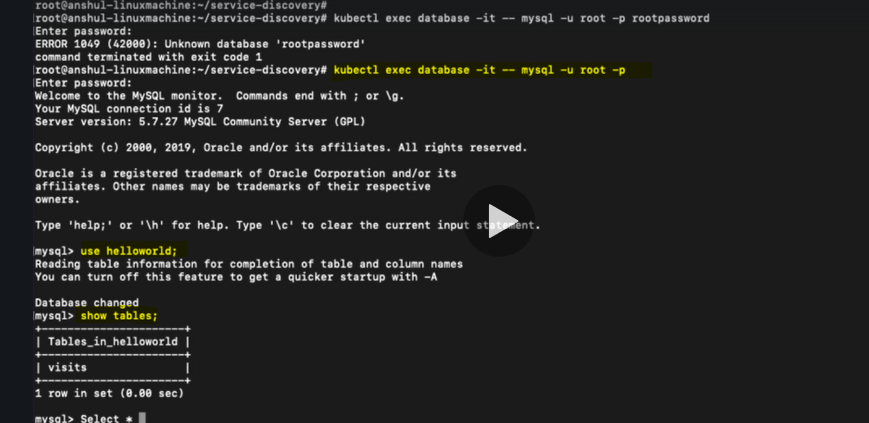 root@anshul-linuxmachine:~/service-discovery#
root@anshul-linuxmachine:~/service-discovery# kubectl exec database -it -- mysql -u root -p rootpassword
Enter password:
ERROR 1049 (42000): Unknown database 'rootpassword'
command terminated with exit code 1
root@anshul-linuxmachine:~/service-discovery# kubectl exec database -it -- mysql -u root -p
Enter password:
Welcome to the MySQL monitor.  Commands end with ; or \g.
Your MySQL connection id is 7
Server version: 5.7.27 MySQL Community Server (GPL)
Copyright (c) 2000, 2019, Oracle and/or its affiliates. All rights reserved.
Oracle is a registered trademark of Oracle Corporation and/or its
affiliates. Other names may be trademarks of their respective
owners.
Type 'help;' or '\h' for help. Type '\c' to clear the current input statement.
mysql> use helloworld;
Reading table information for completion of table and column names
You can turn off this feature to get a quicker startup with -A
Database changed
mysql> show tables;
+----------------------+
| Tables_in_helloworld |
+----------------------+
| visits               |
+----------------------+
1 row in set (0.00 sec)
mysql> Select *